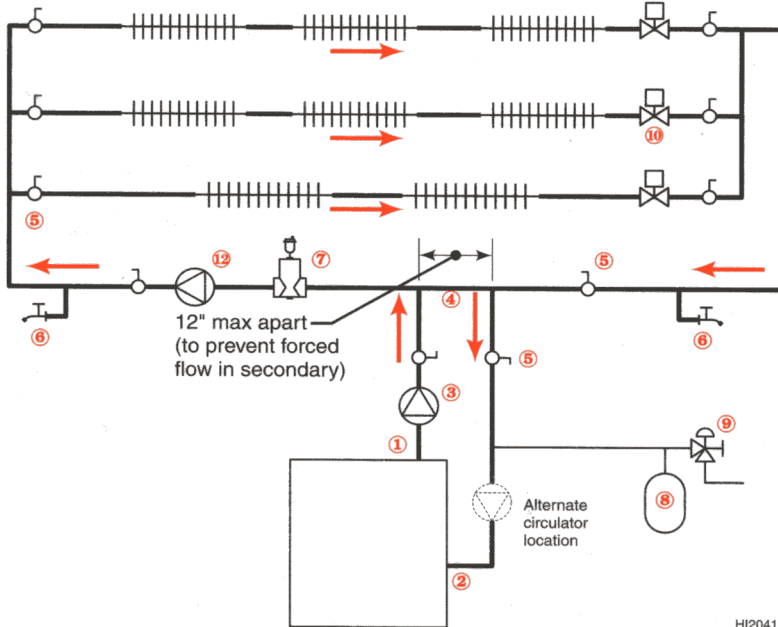 ⑩
⑤
⑫
⑦
⑤
④
12" max apart
(to prevent forced
flow in secondary)
⑥
⑥
⑤
③
①
⑨
⑧
Alternate
circulator
location
②
HI2041